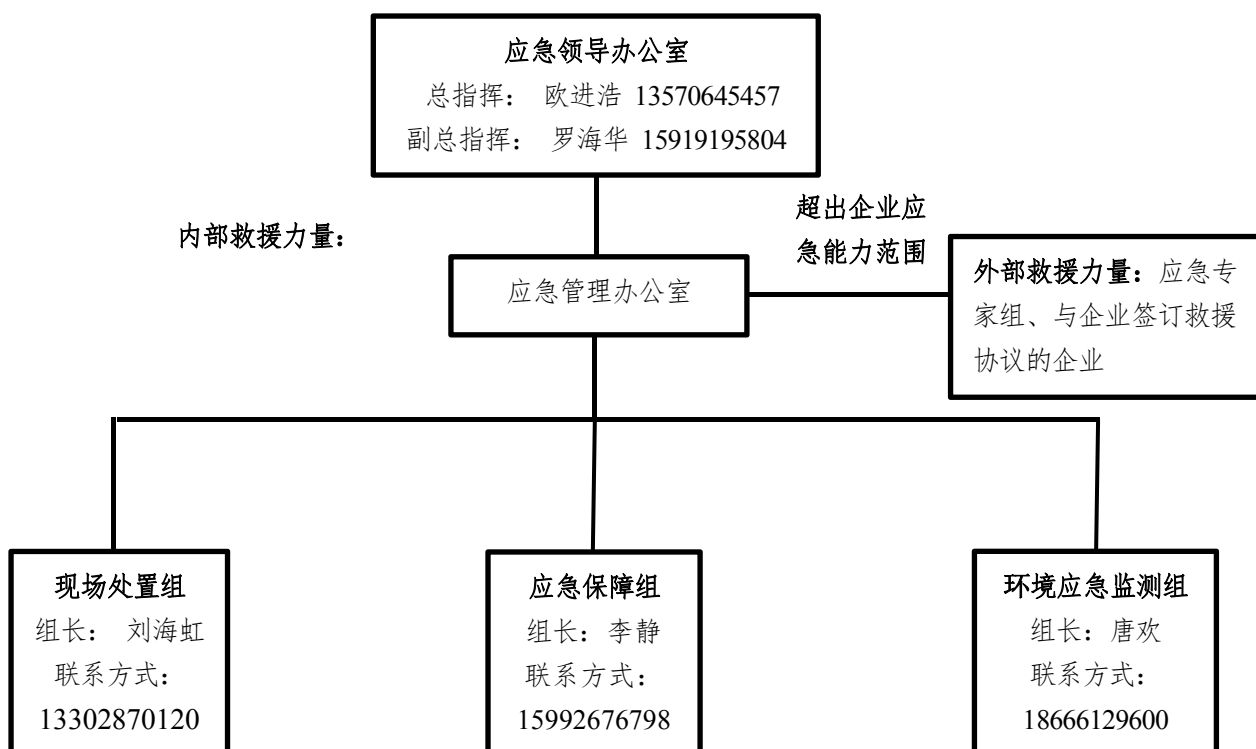 应急领导办公室
总指挥： 欧进浩 13570645457
副总指挥： 罗海华 15919195804
内部救援力量：
超出企业应
急能力范围
应急管理办公室
外部救援力量：应急专
家组、与企业签订救援
协议的企业
现场处置组
组长： 刘海虹
联系方式：
13302870120
应急保障组
组长：李静
联系方式：
15992676798
环境应急监测组
组长：唐欢
联系方式：
18666129600